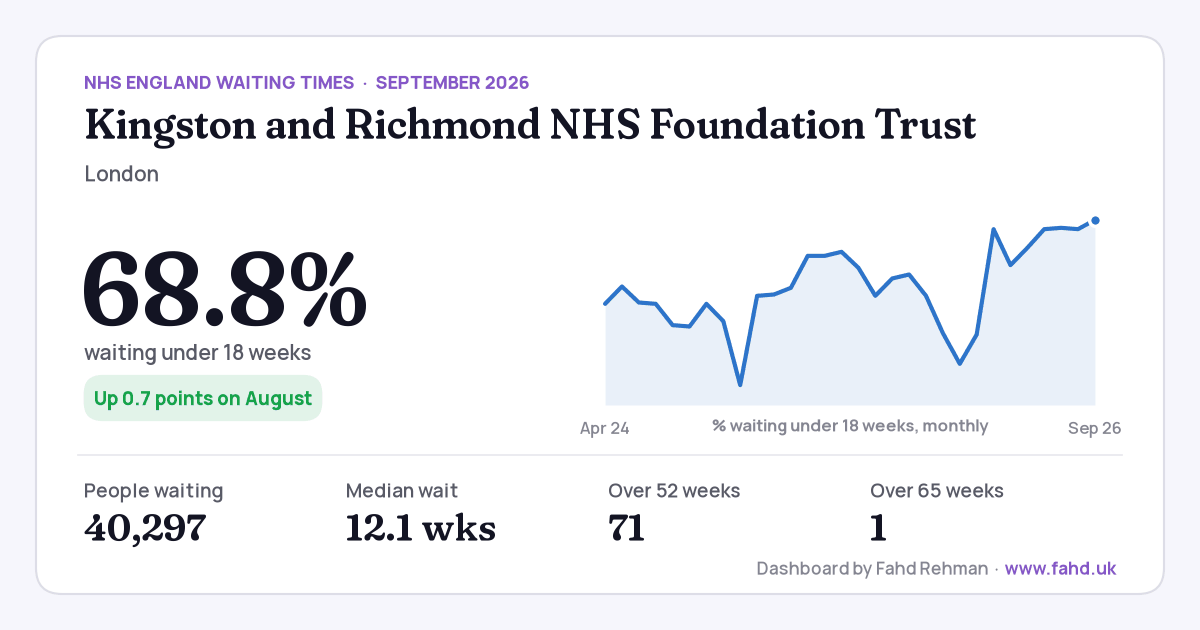 NHS ENGLAND WAITING TIMES · SEPTEMBER 2026
Kingston and Richmond NHS Foundation Trust
London
68.8%
waiting under 18 weeks
Up 0.7 points on August
Apr 24
% waiting under 18 weeks, monthly
Sep 26
People waiting
40,297
Median wait
12.1 wks
Over 52 weeks
71
Over 65 weeks
1
Dashboard by Fahd Rehman · www.fahd.uk